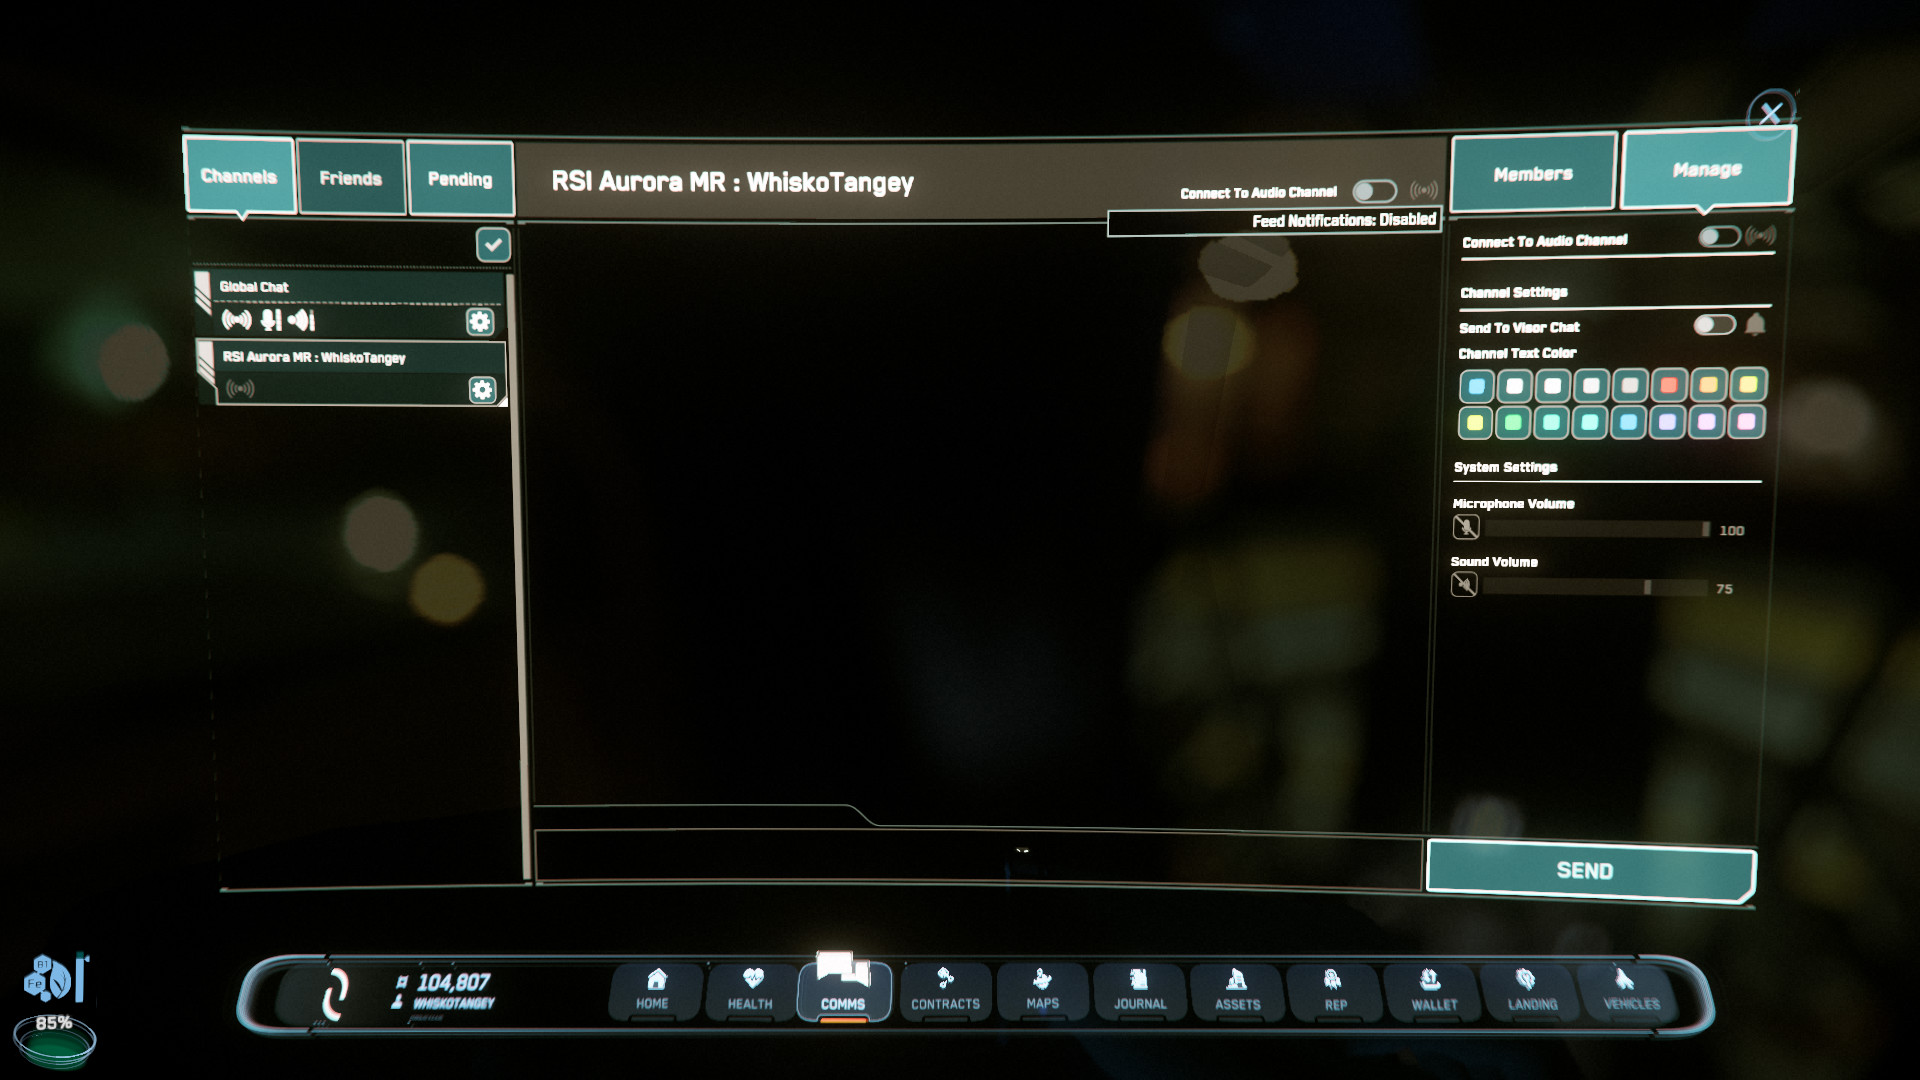 Channels
Friends
Pending
RSI Aurora MR : WhiskoTangey
Connect To Audio Channel
Feed Notifications: Disabled
Members
Manage
Global Chat
RSI Aurora MR : WhiskoTangey
Connect To Audio Channel
Channel Settings
Send To Visor Chat
Channel Text Color
System Settings
Microphone Volume
100
Sound Volume
75
SEND
Fe
85%
104,807
WHISKOTANGEY
HOME
HEALTH
COMMS
CONTRACTS
MAPS
JOURNAL
ASSETS
REP
WALLET
LANDING
VEHICLES